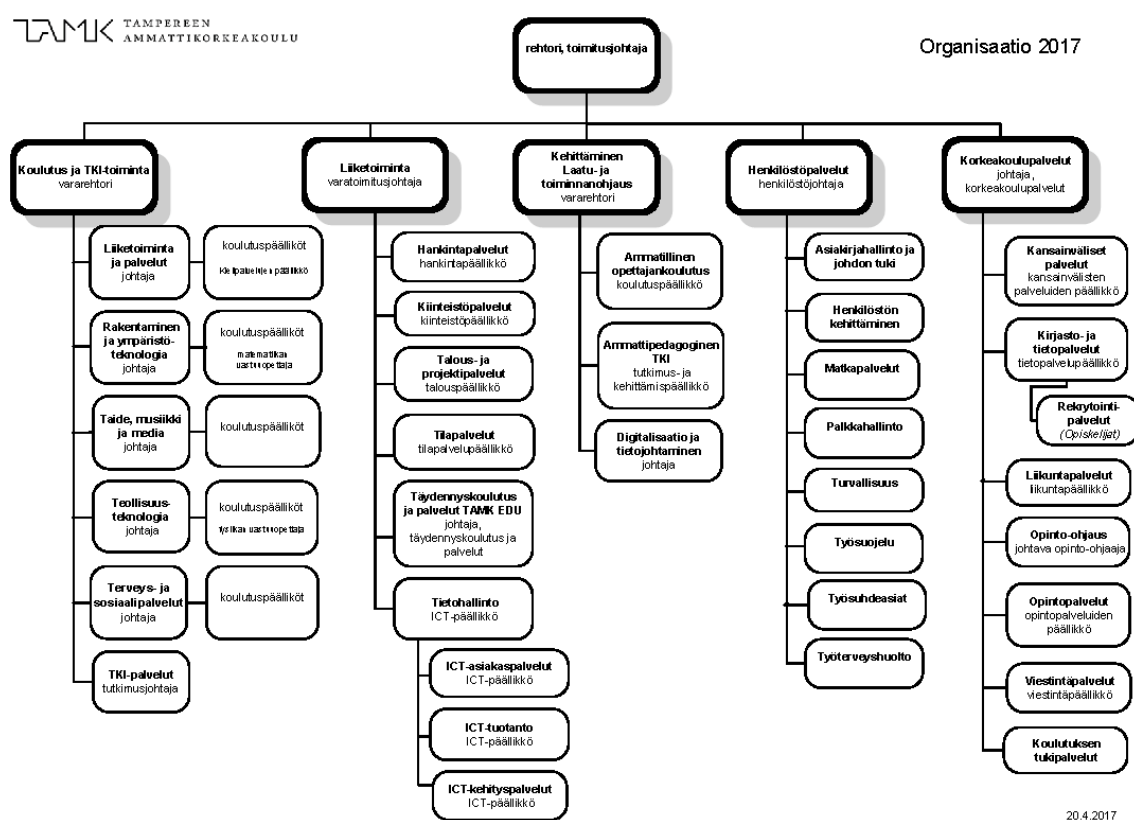 TAMK TAMPEREEN
AMMATTIKORKEAKOULU
Organisaatio 2017
rehtori, toimitusjohtaja
Koulutus ja TKI-toiminta
vararehtori
Liiketoiminta
ja palvelut
johtaja
koulutuspäälliköt
kielipalvelujen päällikkö
Rakentaminen
ja ympäristö-
teknologia
johtaja
koulutuspäälliköt
matematiikan
vastuuopettaja
Taide, musiikki
ja media
johtaja
koulutuspäälliköt
Teollisuus-
teknologia
johtaja
koulutuspäälliköt
fysiikan vastuuopettaja
Terveys- ja
sosiaalipalvelut
johtaja
koulutuspäälliköt
TKI-palvelut
tutkimusjohtaja
Liiketoiminta
varatoimitusjohtaja
Hankintapalvelut
hankintapäällikkö
Kiinteistöpalvelut
kiinteistöpäällikkö
Talous- ja
projektipalvelut
talouspäällikkö
Tilapalvelut
tilapalvelupäällikkö
Täydennyskoulutus
ja palvelut TAMK EDU
johtaja,
täydennyskoulutus ja
palvelut
Tietohallinto
ICT-päällikkö
ICT-asiakaspalvelut
ICT-päällikkö
ICT-tuotanto
ICT-päällikkö
ICT-kehityspalvelut
ICT-päällikkö
Kehittäminen
Laatu- ja
toiminnanohjaus
vararehtori
Ammatillinen
opettajankoulutus
koulutuspäällikkö
Ammattipedagoginen
TKI
tutkimus- ja
kehittämispäällikkö
Digitalisaatio ja
tietojohtaminen
johtaja
Henkilöstöpalvelut
henkilöstöjohtaja
Asiakirjahallinto ja
johdon tuki
Henkilöstön
kehittäminen
Matkapalvelut
Palkkahallinto
Turvallisuus
Työsuojelu
Työsuhdeasiat
Työterveyshuolto
Korkeakoulupalvelut
johtaja,
korkeakoulupalvelut
Kansainväliset
palvelut
kansainvälisten
palveluiden päällikkö
Kirjasto- ja
tietopalvelut
tietopalvelupäällikkö
Rekrytointi-
palvelut
(Opiskelijat)
Liikuntapalvelut
liikuntapäällikkö
Opinto-ohjaus
johtava opinto-ohjaaja
Opintopalvelut
opintopalveluiden
päällikkö
Viestintäpalvelut
viestintäpäällikkö
Koulutuksen
tukipalvelut
20.4.2017